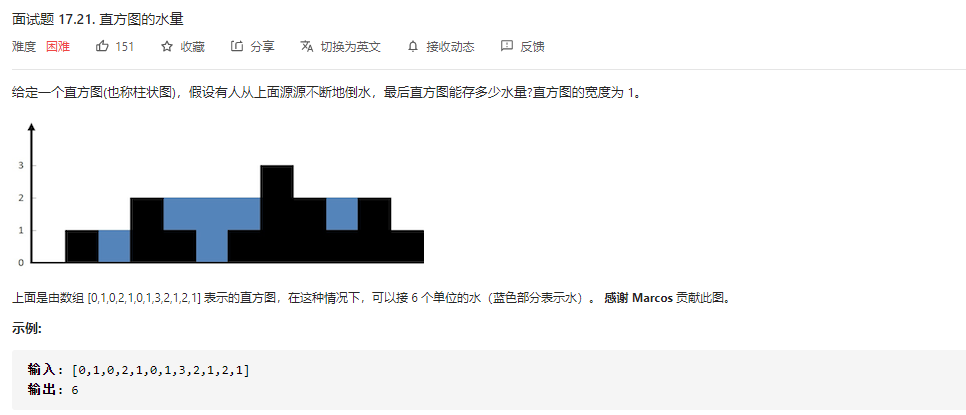 面试题 17.21. 直方图的水量
难度 困难 151 收藏 分享 切换为英文 接收动态 反馈
给定一个直方图(也称柱状图)，假设有人从上面源源不断地倒水，最后直方图能存多少水量?直方图的宽度为 1。
3
2
1
0
上面是由数组 [0,1,0,2,1,0,1,3,2,1,2,1] 表示的直方图，在这种情况下，可以接 6 个单位的水（蓝色部分表示水）。 感谢 Marcos 贡献此图。
示例:
输入: [0,1,0,2,1,0,1,3,2,1,2,1]
输出: 6